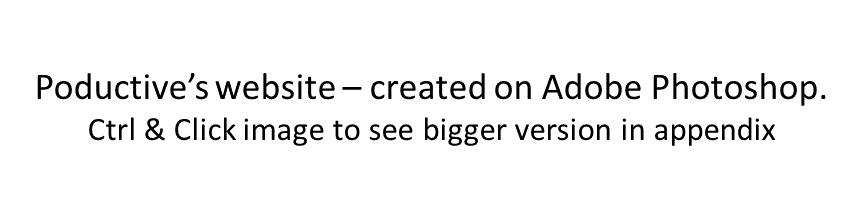 Poductive’s website – created on Adobe Photoshop.
Ctrl & Click image to see bigger version in appendix